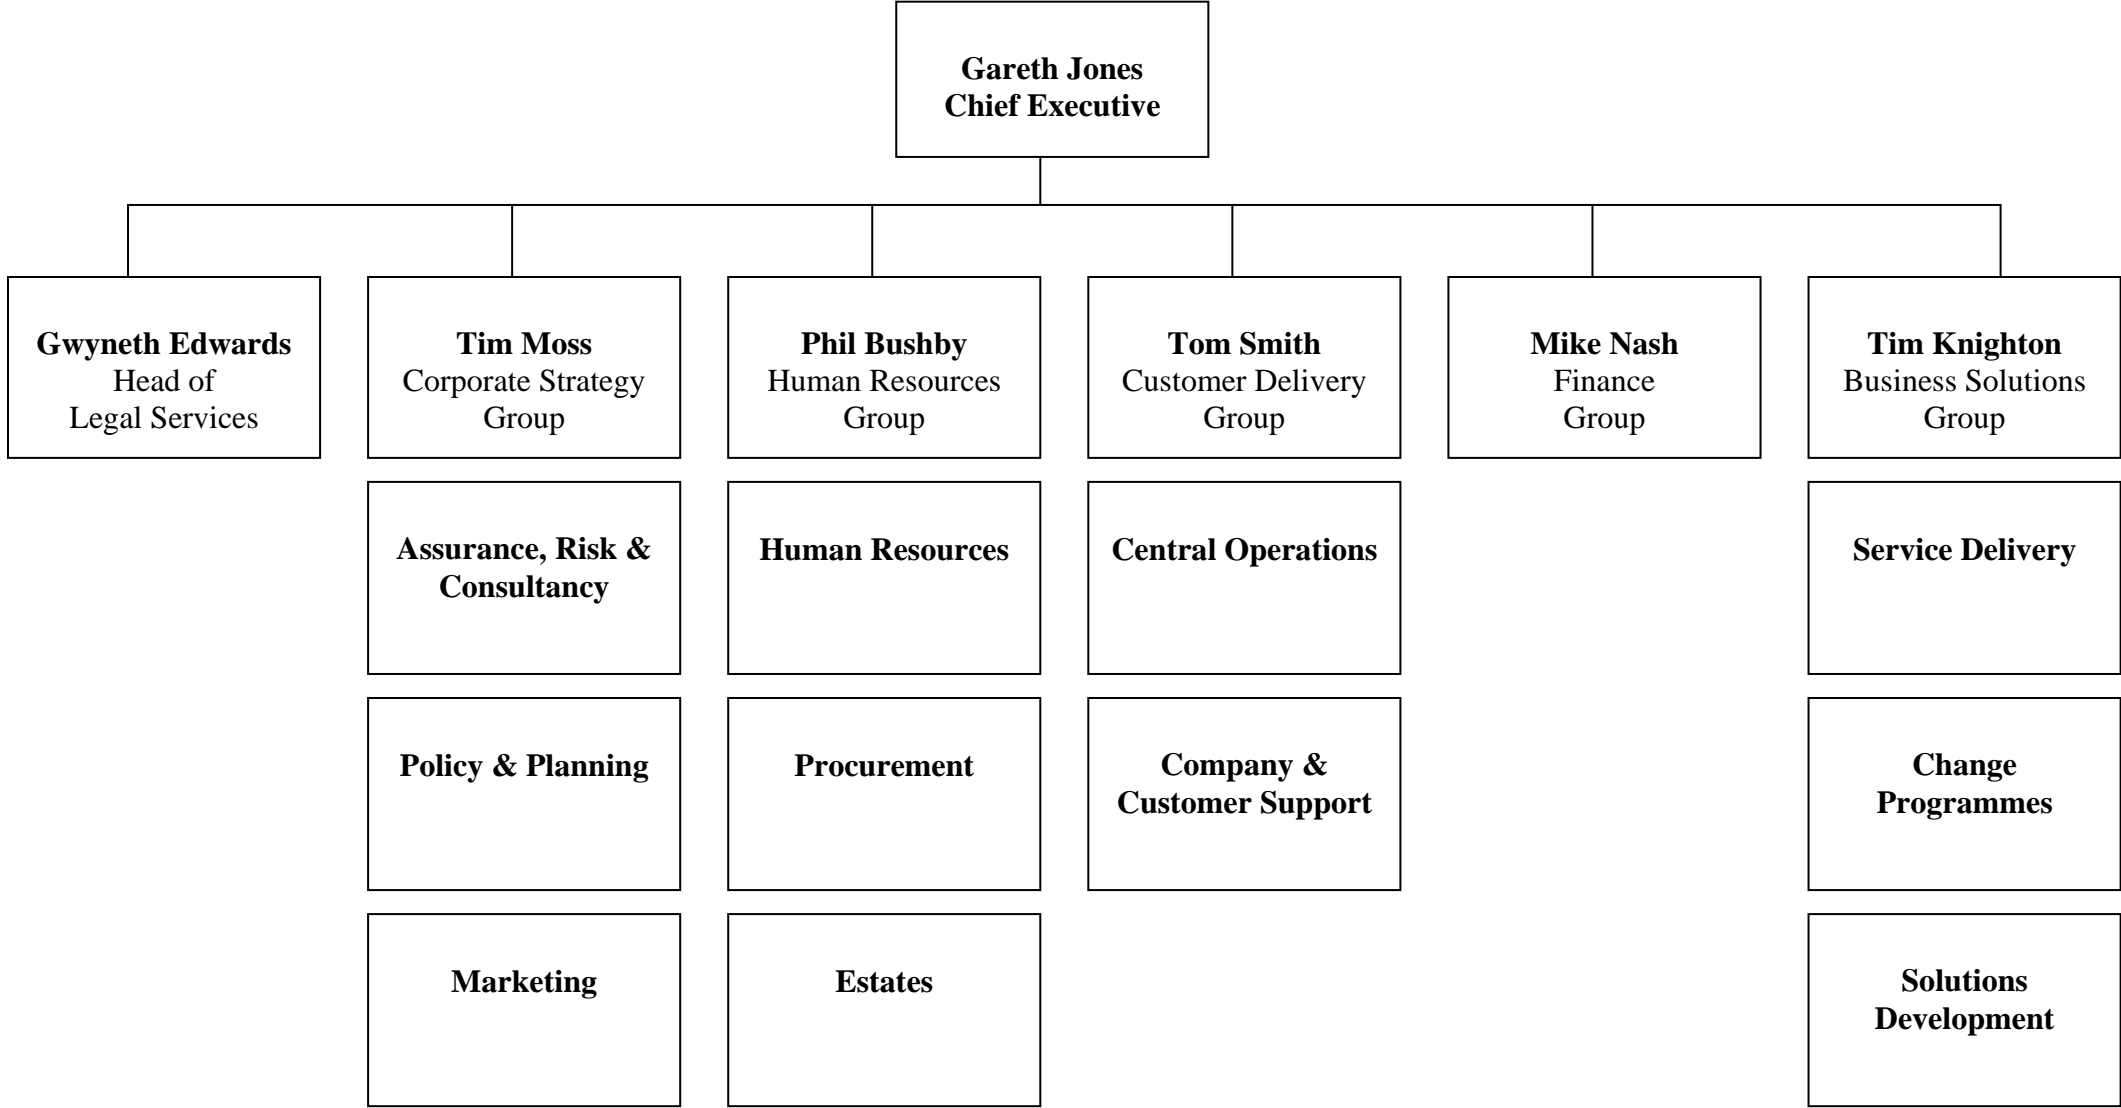 Gareth Jones
Chief Executive
Gwyneth Edwards
Head of
Legal Services
Tim Moss
Corporate Strategy
Group
Phil Bushby
Human Resources
Group
Tom Smith
Customer Delivery
Group
Mike Nash
Finance
Group
Tim Knighton
Business Solutions
Group
Assurance, Risk &
Consultancy
Human Resources
Central Operations
Service Delivery
Policy & Planning
Procurement
Company &
Customer Support
Change
Programmes
Marketing
Estates
Solutions
Development